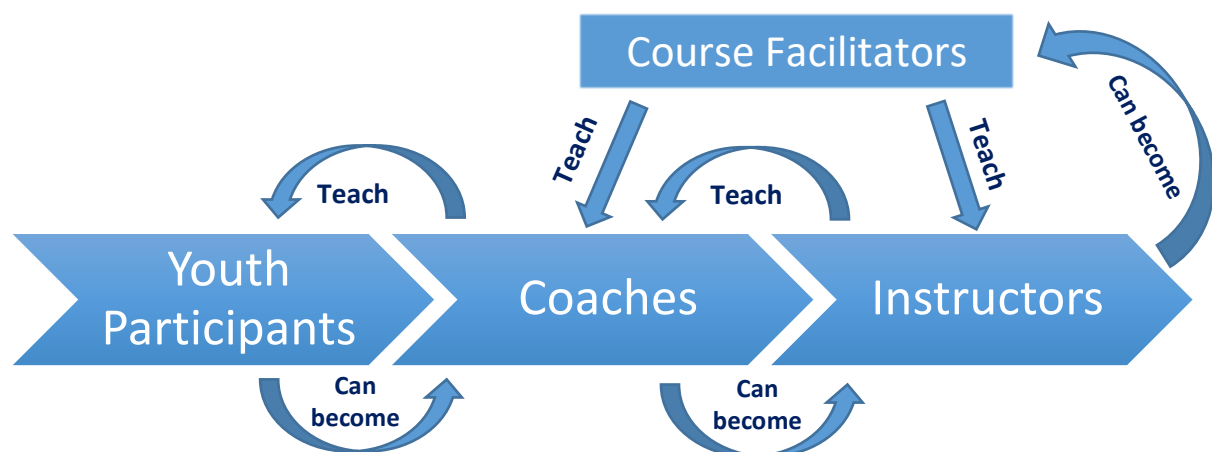 Course Facilitators
Can become
Teach
Teach
Teach
Teach
Youth
Participants
Coaches
Instructors
Can
become
Can
become